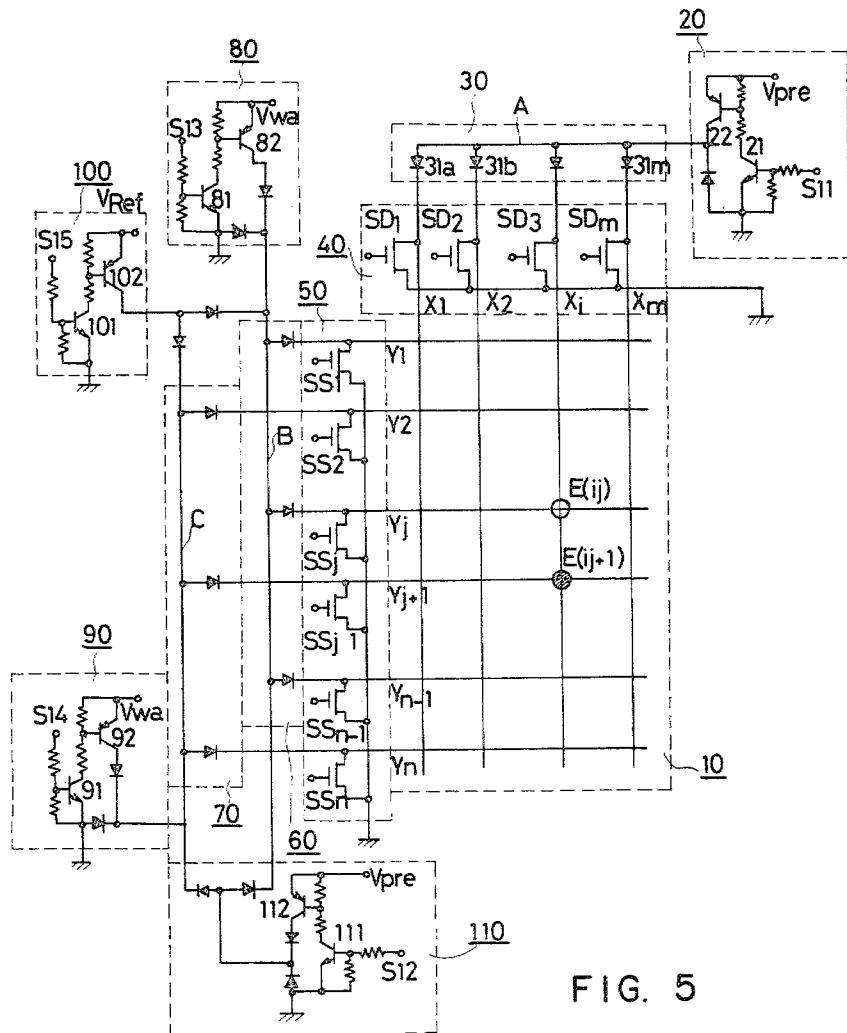 20
80
30
A
Vpre
22
21
S11
S13
Vwa
82
81
31a
31b
31m
100
VRef
S15
102
101
SD1
SD2
SD3
SDm
40
X1
X2
Xi
Xm
50
Y1
SS1
B
Y2
SS2
E(ij)
Yj
SSj
C
E(ij+1)
Yj+1
SSj 1
90
S14
Vwa
92
91
Yn-1
SSn-1
Yn
SSn
10
70
60
Vpre
112
111
S12
110
FIG. 5